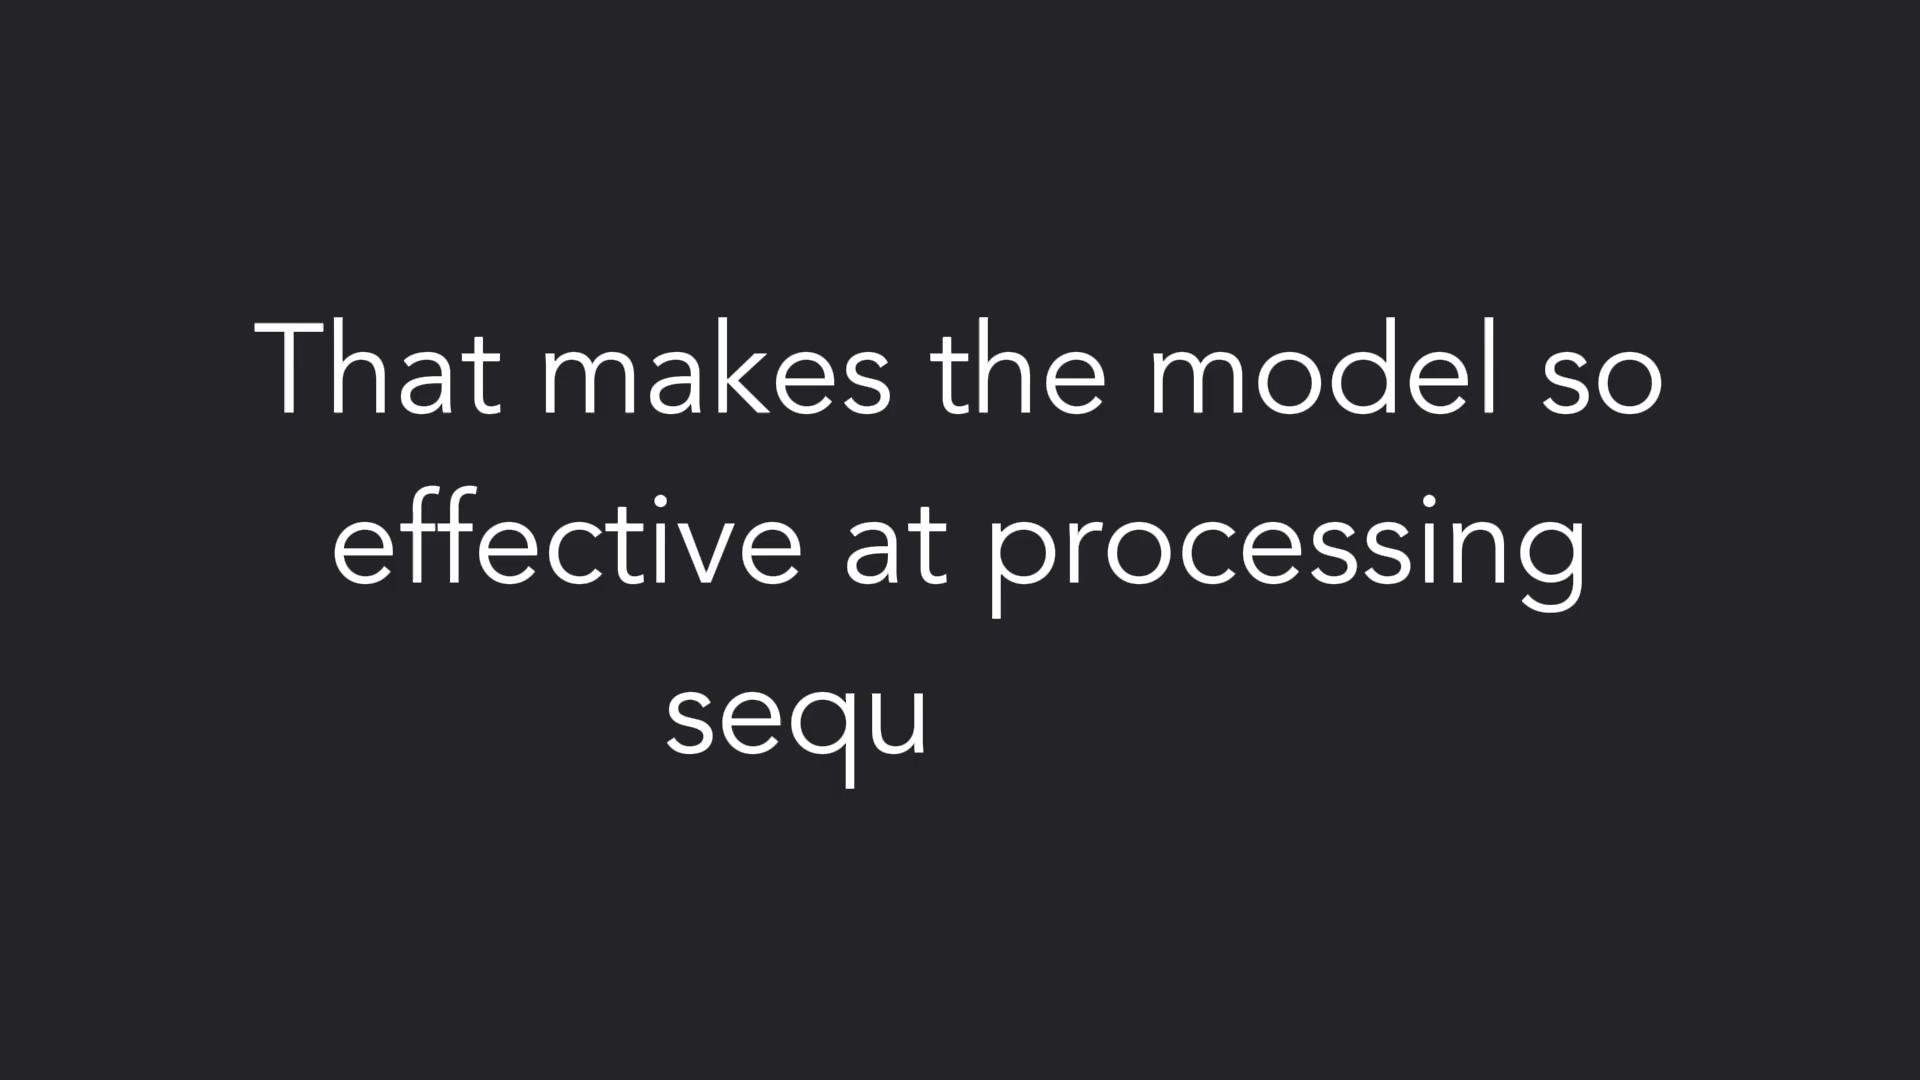 That makes the model so
effective at processing
sequ